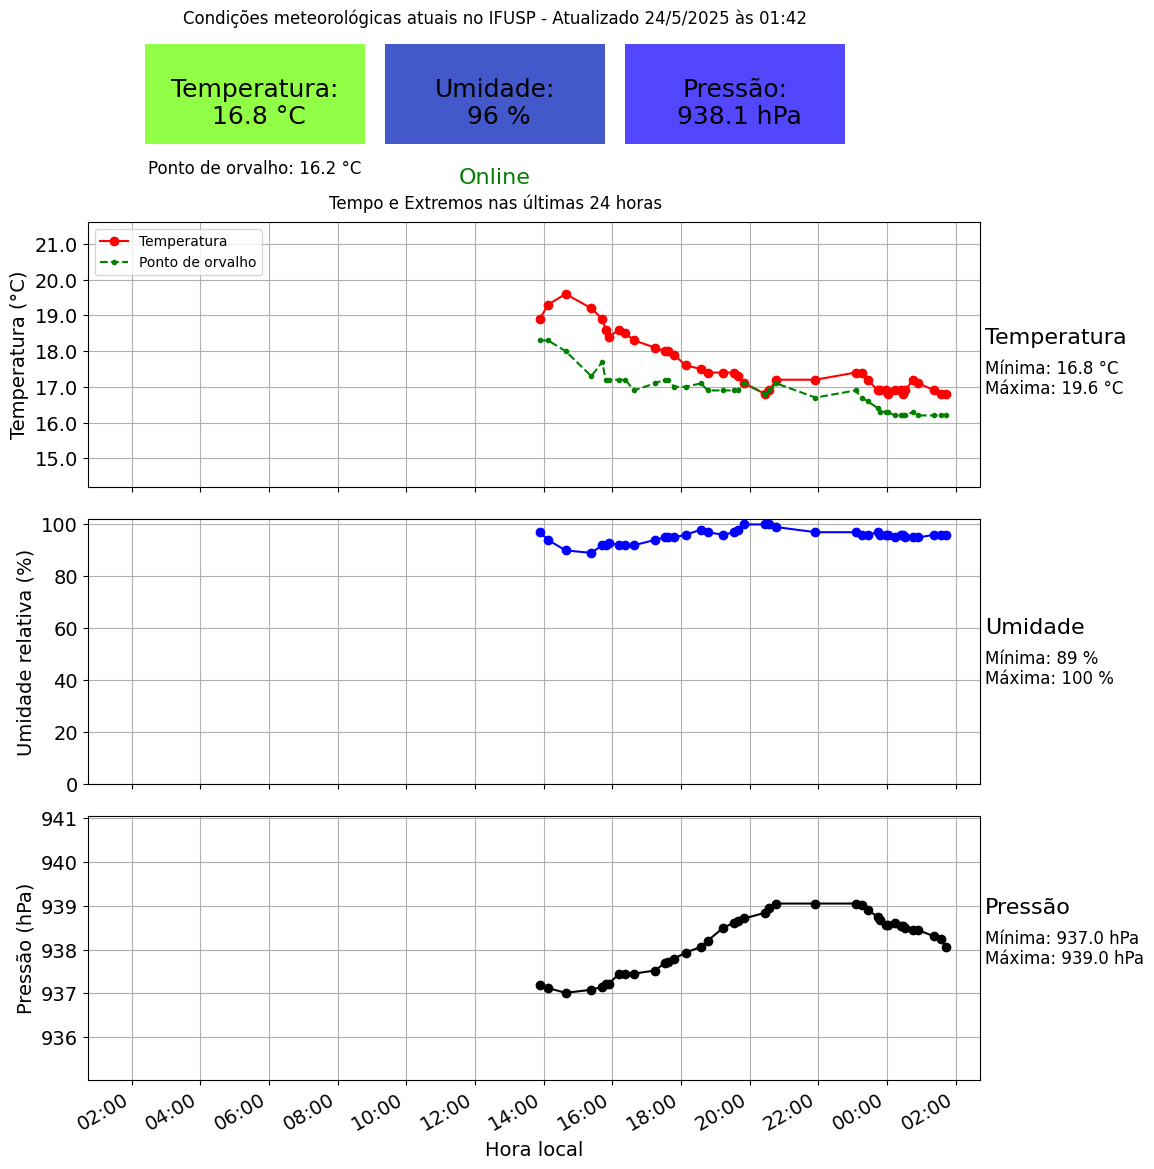 Condições meteorológicas atuais no IFUSP - Atualizado 24/5/2025 às 01:42
Temperatura:
16.8 °C
Umidade:
96 %
Pressão:
938.1 hPa
Ponto de orvalho: 16.2 °C
Online
Tempo e Extremos nas últimas 24 horas
Temperatura
Ponto de orvalho
Temperatura (°C)
21.0
20.0
19.0
18.0
17.0
16.0
15.0
Temperatura
Mínima: 16.8 °C
Máxima: 19.6 °C
Umidade relativa (%)
100
80
60
40
20
0
Umidade
Mínima: 89 %
Máxima: 100 %
Pressão (hPa)
941
940
939
938
937
936
Pressão
Mínima: 937.0 hPa
Máxima: 939.0 hPa
02:00 04:00 06:00 08:00 10:00 12:00 14:00 16:00 18:00 20:00 22:00 00:00 02:00
Hora local